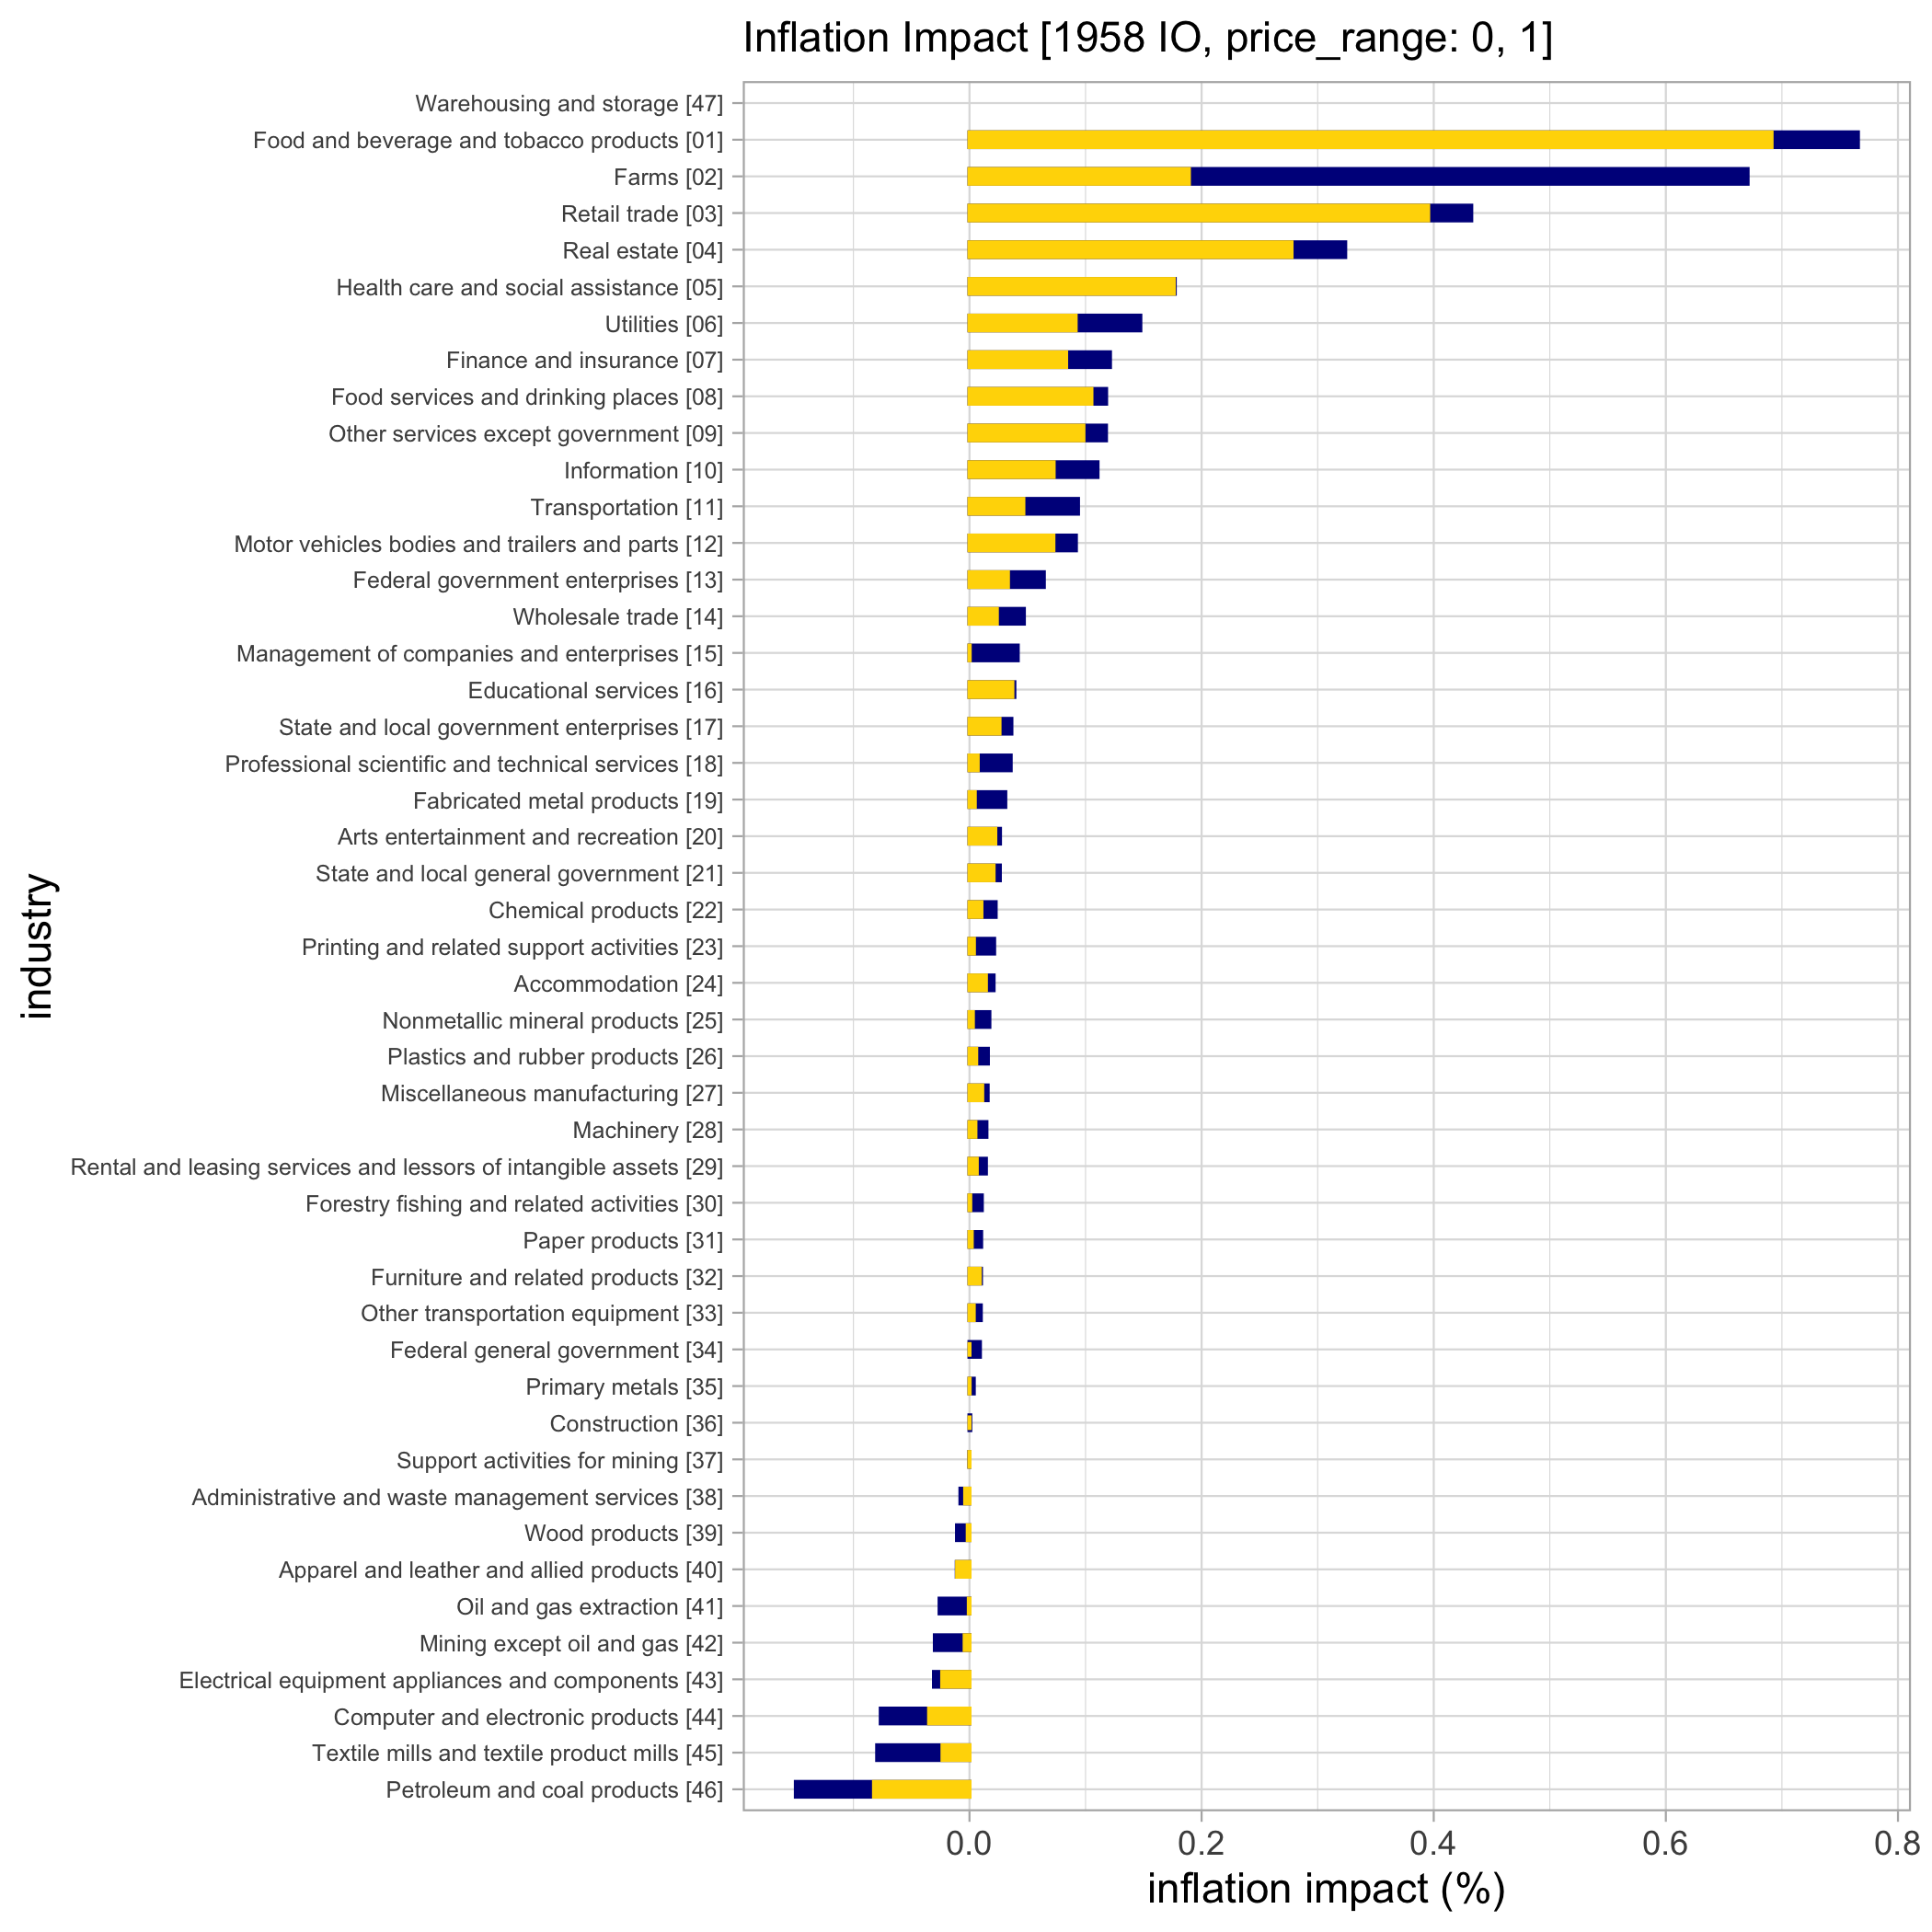 Inflation Impact [1958 IO, price_range: 0, 1]
Warehousing and storage [47]
Food and beverage and tobacco products [01]
Farms [02]
Retail trade [03]
Real estate [04]
Health care and social assistance [05]
Utilities [06]
Finance and insurance [07]
Food services and drinking places [08]
Other services except government [09]
Information [10]
Transportation [11]
Motor vehicles bodies and trailers and parts [12]
Federal government enterprises [13]
Wholesale trade [14]
Management of companies and enterprises [15]
Educational services [16]
State and local government enterprises [17]
Professional scientific and technical services [18]
Fabricated metal products [19]
Arts entertainment and recreation [20]
State and local general government [21]
Chemical products [22]
Printing and related support activities [23]
Accommodation [24]
Nonmetallic mineral products [25]
Plastics and rubber products [26]
Miscellaneous manufacturing [27]
Machinery [28]
Rental and leasing services and lessors of intangible assets [29]
Forestry fishing and related activities [30]
Paper products [31]
Furniture and related products [32]
Other transportation equipment [33]
Federal general government [34]
Primary metals [35]
Construction [36]
Support activities for mining [37]
Administrative and waste management services [38]
Wood products [39]
Apparel and leather and allied products [40]
Oil and gas extraction [41]
Mining except oil and gas [42]
Electrical equipment appliances and components [43]
Computer and electronic products [44]
Textile mills and textile product mills [45]
Petroleum and coal products [46]
industry
0.0 0.2 0.4 0.6 0.8
inflation impact (%)